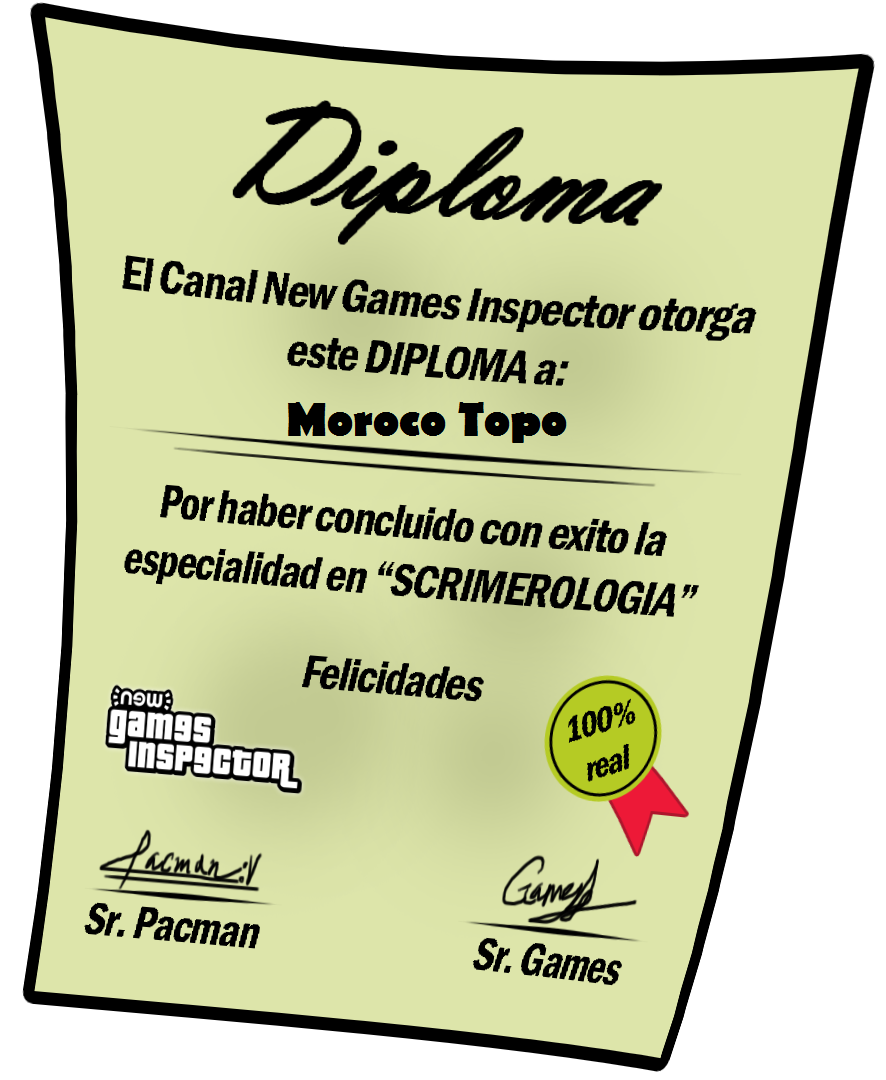 Diploma
El Canal New Games Inspector otorga
este DIPLOMA a:
Moroco Topo
Por haber concluido con exito la
especialidad en “SCRIMEROLOGIA”
Felicidades
new
games
inspector
100%
real
Pacman :V
Games
Sr. Pacman
Sr. Games